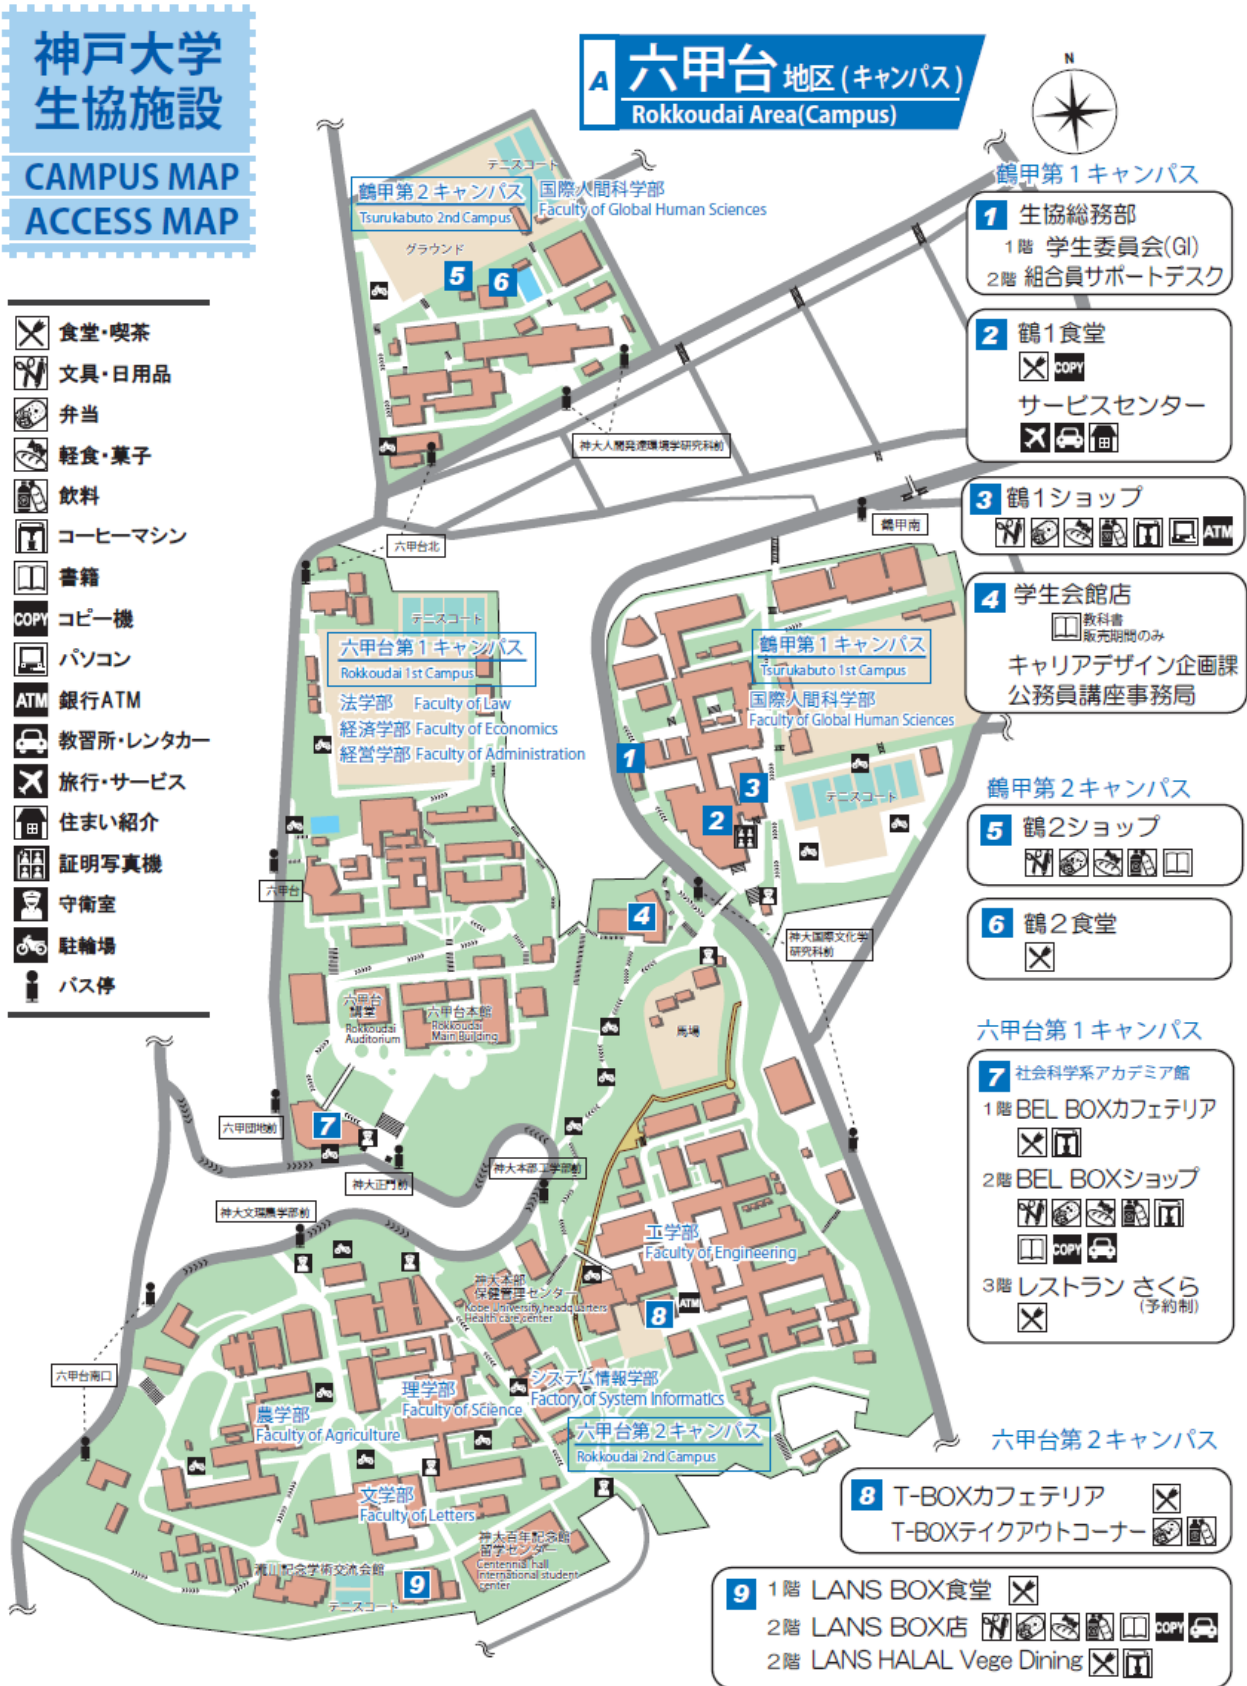 神戸大学
生協施設
CAMPUS MAP
ACCESS MAP
A 六甲台 地区 (キャンパス)
Rokkoudai Area(Campus)
N
食堂・喫茶
文具・日用品
弁当
軽食・菓子
飲料
コーヒーマシン
書籍
COPY コピー機
パソコン
ATM 銀行ATM
教習所・レンタカー
旅行・サービス
住まい紹介
証明写真機
守衛室
駐輪場
バス停
テニスコート
鶴甲第2キャンパス
Tsurukabuto 2nd Campus
国際人間科学部
Faculty of Global Human Sciences
グラウンド
5
6
神大人間発達環境学研究科前
六甲台北
鶴甲南
テニスコート
六甲台第1キャンパス
Rokkoudai 1st Campus
法学部 Faculty of Law
経済学部 Faculty of Economics
経営学部 Faculty of Administration
鶴甲第1キャンパス
Tsurukabuto 1st Campus
国際人間科学部
Faculty of Global Human Sciences
1
3
2
テニスコート
六甲台
4
神大国際文化学
研究科前
六甲台
講堂
Rokkoudai
Auditorium
六甲台本館
Rokkoudai
Main Building
馬場
六甲団地前
7
神大正門前
神大本部工学部前
神大文理農学部前
工学部
Faculty of Engineering
神大本部
保健管理センター
Kobe University headquarters
Health care center
8
ATM
六甲台南口
システム情報学部
Factory of System Informatics
理学部
Faculty of Science
農学部
Faculty of Agriculture
六甲台第2キャンパス
Rokkoudai 2nd Campus
文学部
Faculty of Letters
神大百年記念館
留学センター
Centennial hall
International student
center
瀧川記念学術交流会館
テニスコート
9
鶴甲第1キャンパス
1 生協総務部
1階 学生委員会(GI)
2階 組合員サポートデスク
2 鶴1食堂
COPY
サービスセンター
3 鶴1ショップ
ATM
4 学生会館店
教科書
販売期間のみ
キャリアデザイン企画課
公務員講座事務局
鶴甲第2キャンパス
5 鶴2ショップ
6 鶴2食堂
六甲台第1キャンパス
7 社会科学系アカデミア館
1階 BEL BOXカフェテリア
2階 BEL BOXショップ
COPY
3階 レストラン さくら
(予約制)
六甲台第2キャンパス
8 T-BOXカフェテリア
T-BOXテイクアウトコーナー
9 1階 LANS BOX食堂
2階 LANS BOX店
COPY
2階 LANS HALAL Vege Dining